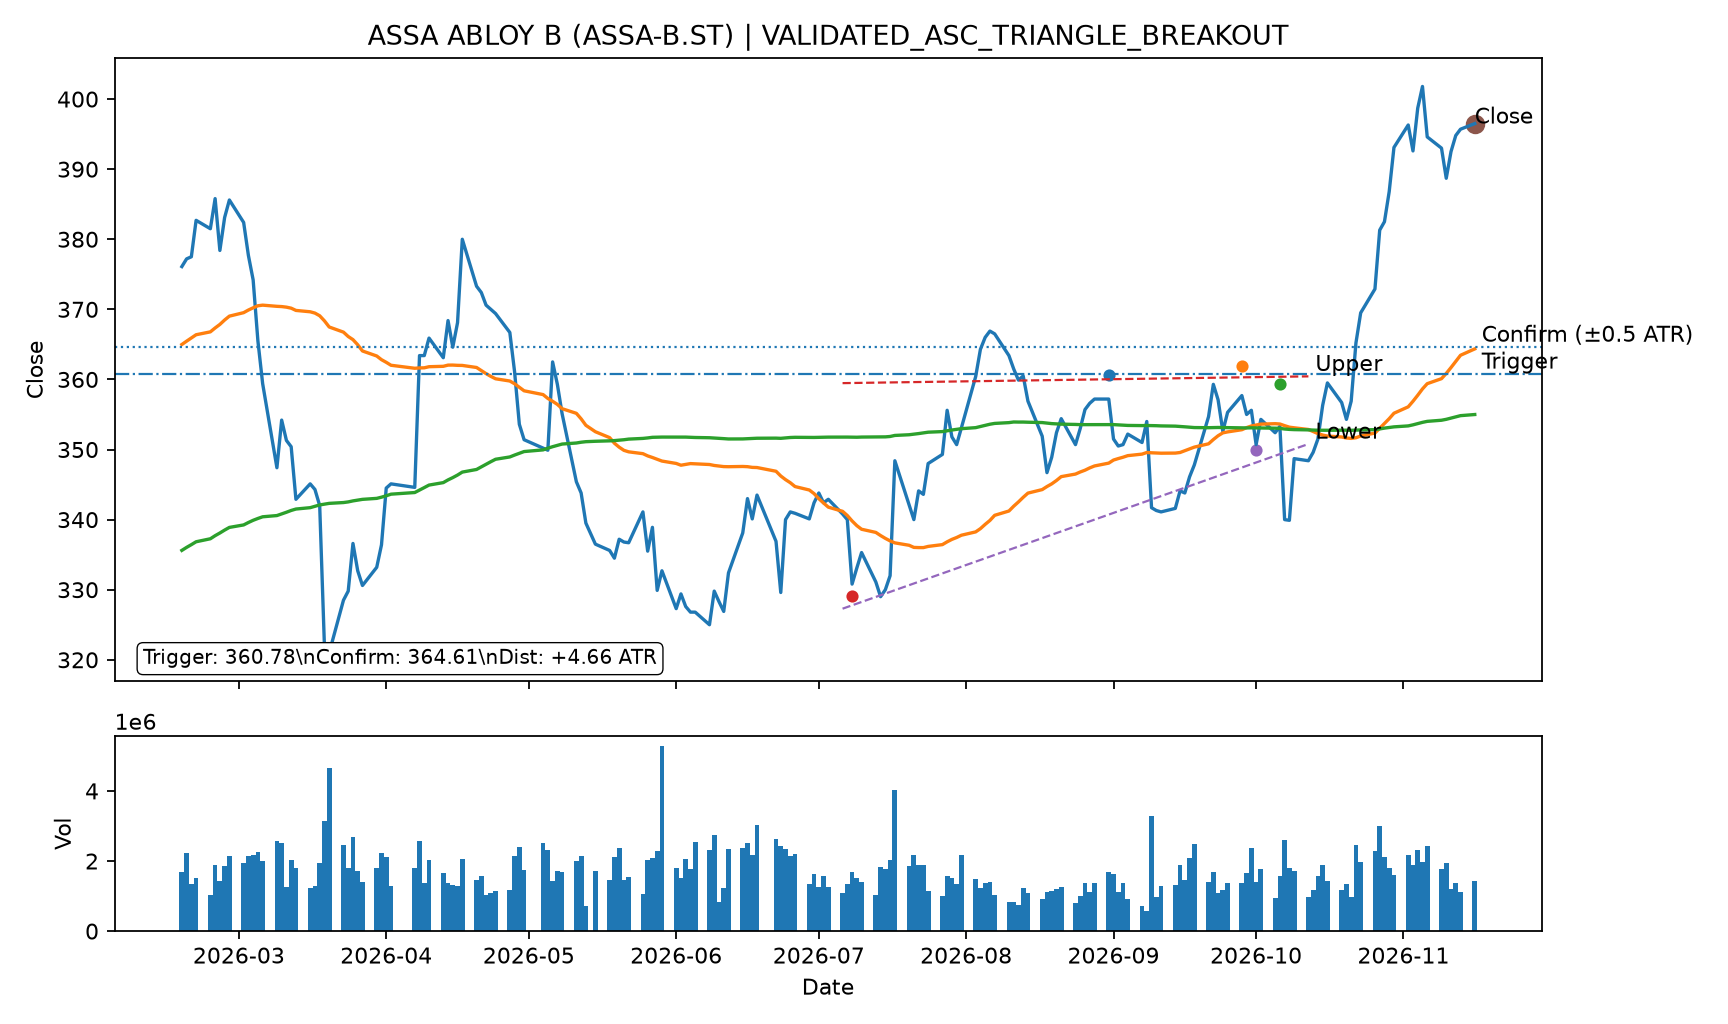 ASSA ABLOY B (ASSA-B.ST) | VALIDATED_ASC_TRIANGLE_BREAKOUT
Close
400
390
380
370
360
350
340
330
320
Close
Confirm (±0.5 ATR)
Trigger
Upper
Lower
Trigger: 360.78\nConfirm: 364.61\nDist: +4.66 ATR
1e6
Vol
4
2
0
2026-03
2026-04
2026-05
2026-06
2026-07
2026-08
2026-09
2026-10
2026-11
Date